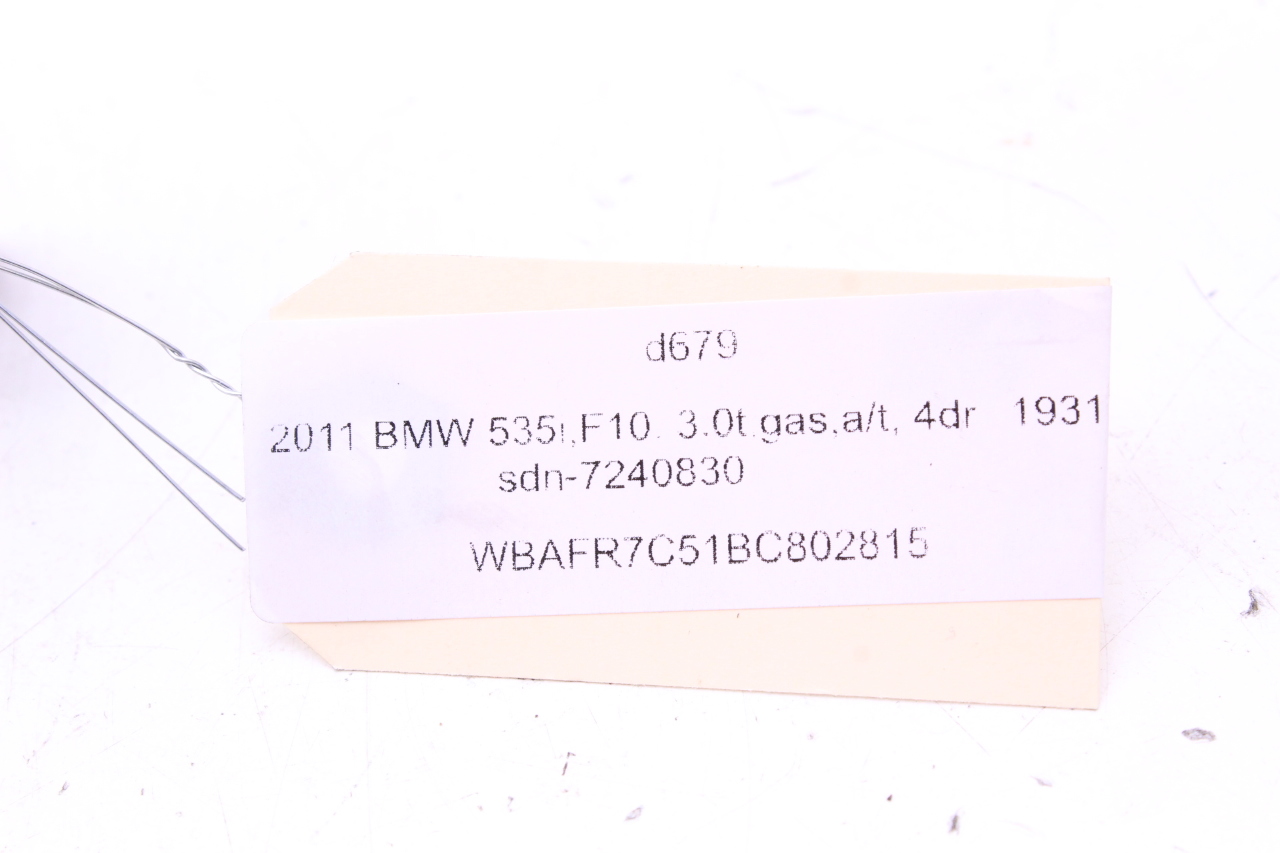 d679
2011 BMW 535i,F10. 3.0t.gas,a/t, 4dr 1931
sdn-7240830
WBAFR7C51BC802815